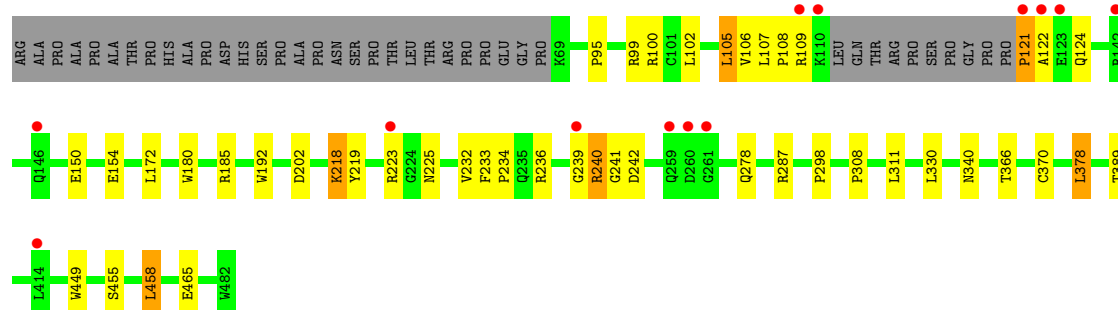 ARG ALA PRO PRO ALA PRO PRO ALA THR PRO HIS ALA PRO ASP HIS SER PRO ALA PRO ASN SER PRO THR LEU THR ARG PRO PRO GLU GLY PRO K69 P95 R99 R100 C101 L102 L105 V106 L107 P108 R109 K110 LEU GLN THR ARG PRO SER PRO GLY PRO PRO P121 A122 E123 Q124
Q146 E150 E154 L172 W180 R185 W192 D202 K218 Y219 R223 G224 N225 V232 F233 P234 Q235 R236 G239 R240 G241 D242 Q259 D260 G261 Q278 R287 P298 P308 L311 L330 N340 T366 C370 L378
L414 W449 S455 L458 E465 W482